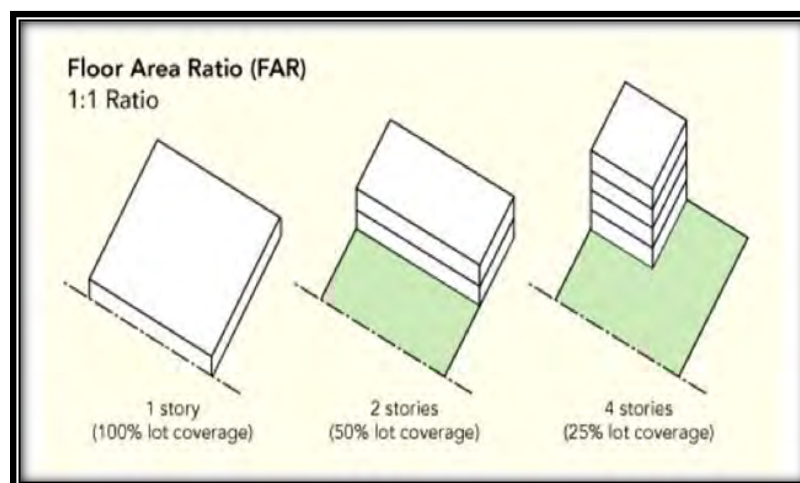 Floor Area Ratio (FAR)
1:1 Ratio
1 story
(100% lot coverage)
2 stories
(50% lot coverage)
4 stories
(25% lot coverage)